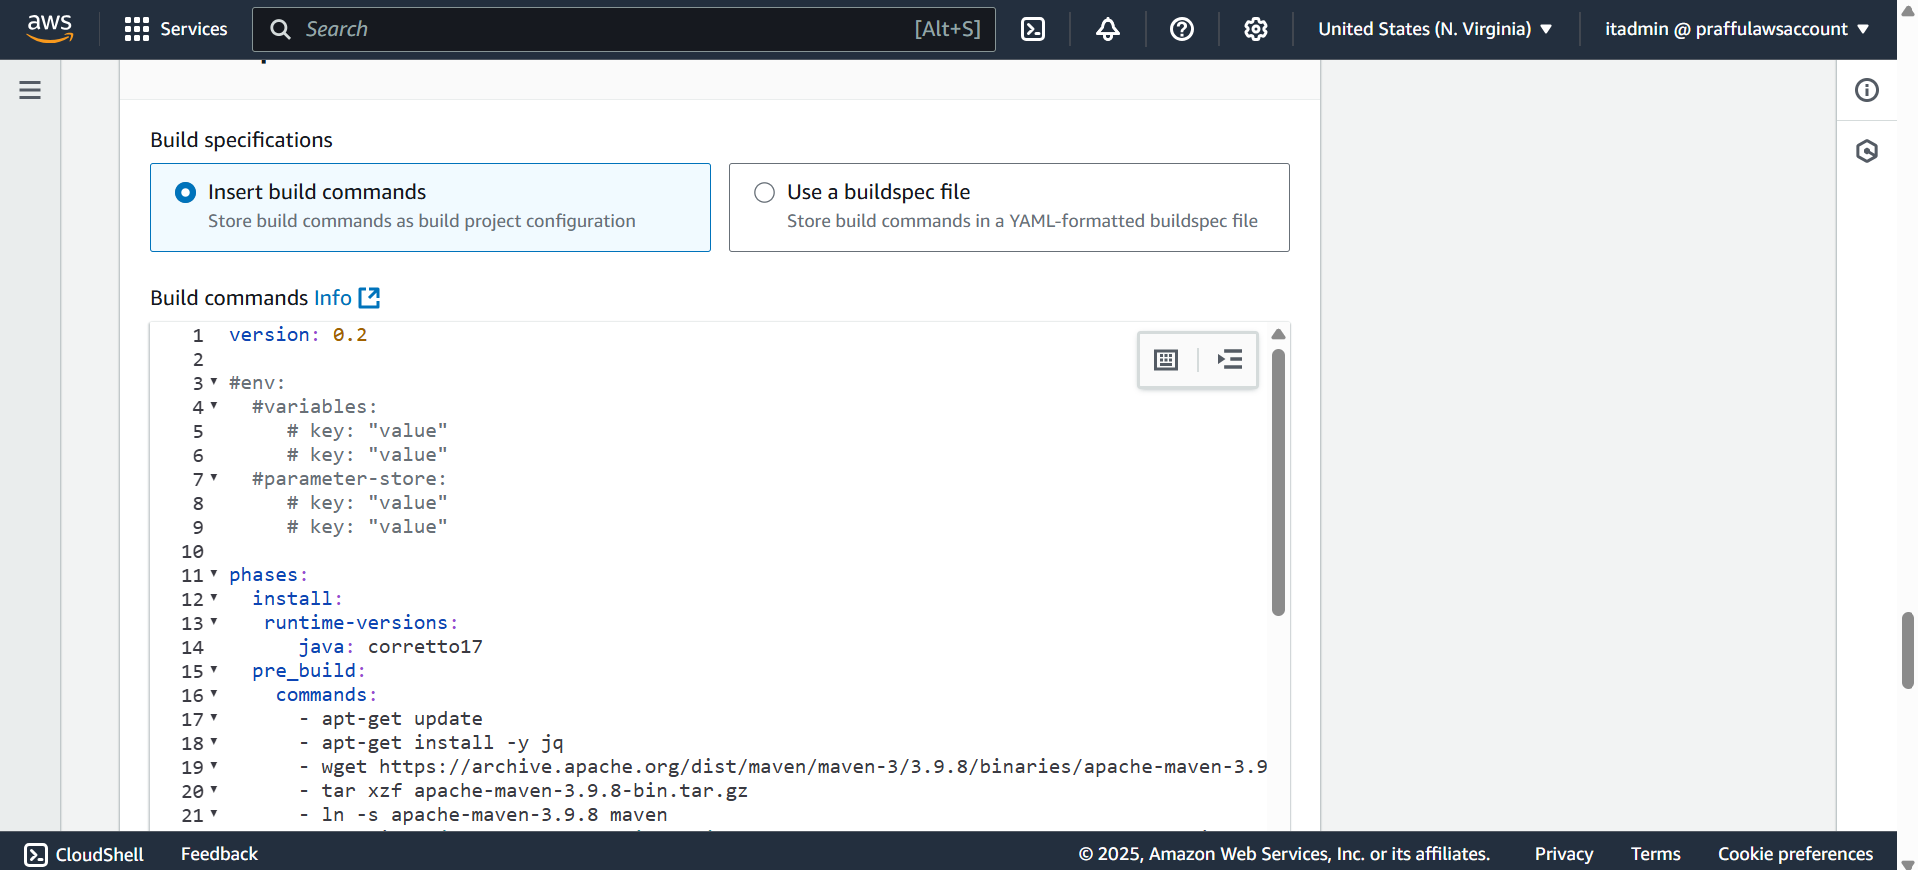 aws Services Search [Alt+S] United States (N. Virginia) ▼ itadmin @ praffulawsaccount ▼
Build specifications
Insert build commands
Store build commands as build project configuration
Use a buildspec file
Store build commands in a YAML-formatted buildspec file
Build commands Info
1 version: 0.2
2
3 #env:
4 #variables:
5 # key: "value"
6 # key: "value"
7 #parameter-store:
8 # key: "value"
9 # key: "value"
10
11 phases:
12 install:
13 runtime-versions:
14 java: corretto17
15 pre_build:
16 commands:
17 - apt-get update
18 - apt-get install -y jq
19 - wget https://archive.apache.org/dist/maven/maven-3/3.9.8/binaries/apache-maven-3.9
20 - tar xzf apache-maven-3.9.8-bin.tar.gz
21 - ln -s apache-maven-3.9.8 maven
CloudShell Feedback © 2025, Amazon Web Services, Inc. or its affiliates. Privacy Terms Cookie preferences